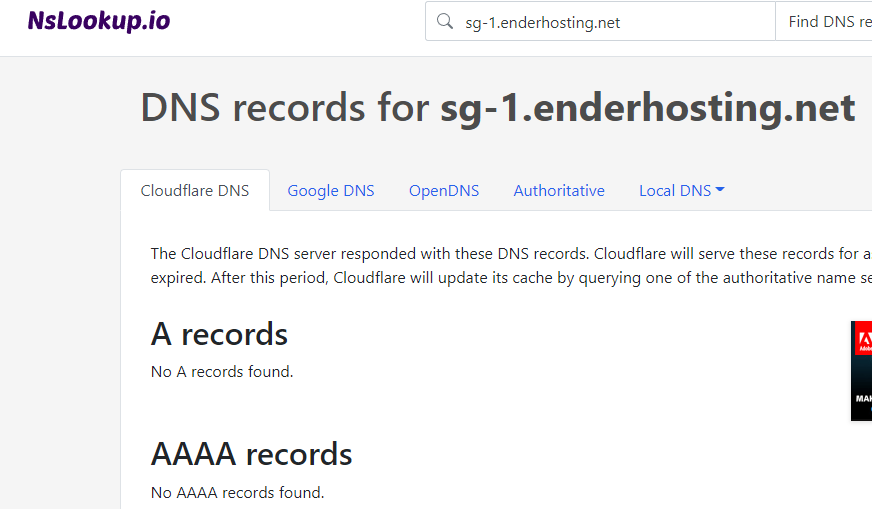 NsLookup.io
sg-1.enderhosting.net
Find DNS re
DNS records for sg-1.enderhosting.net
Cloudflare DNS
Google DNS
OpenDNS
Authoritative
Local DNS
The Cloudflare DNS server responded with these DNS records. Cloudflare will serve these records for a
expired. After this period, Cloudflare will update its cache by querying one of the authoritative name se
A records
No A records found.
Adobe
MA
AAAA records
No AAAA records found.